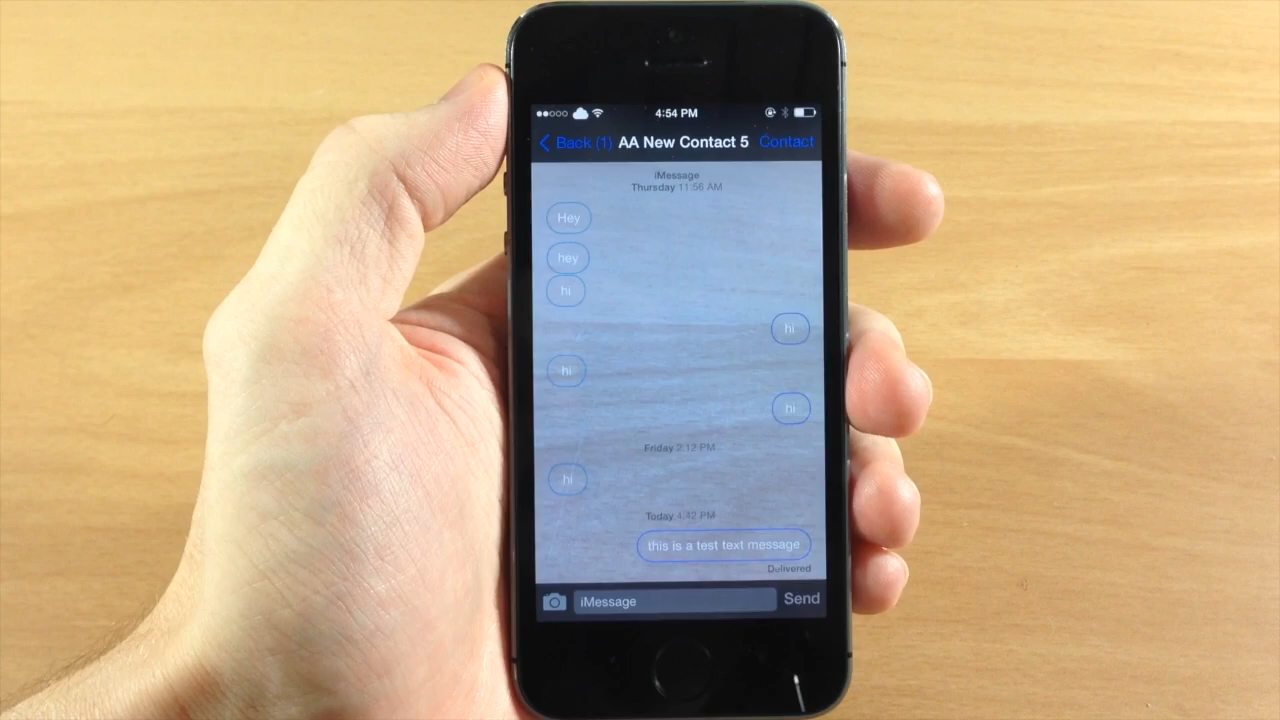 4:54 PM
Back (1) AA New Contact 5 Contact
iMessage
Thursday 11:56 AM
Hey
hey
hi
hi
hi
hi
Friday 2:12 PM
hi
Today 4:42 PM
this is a test text message
Delivered
iMessage Send